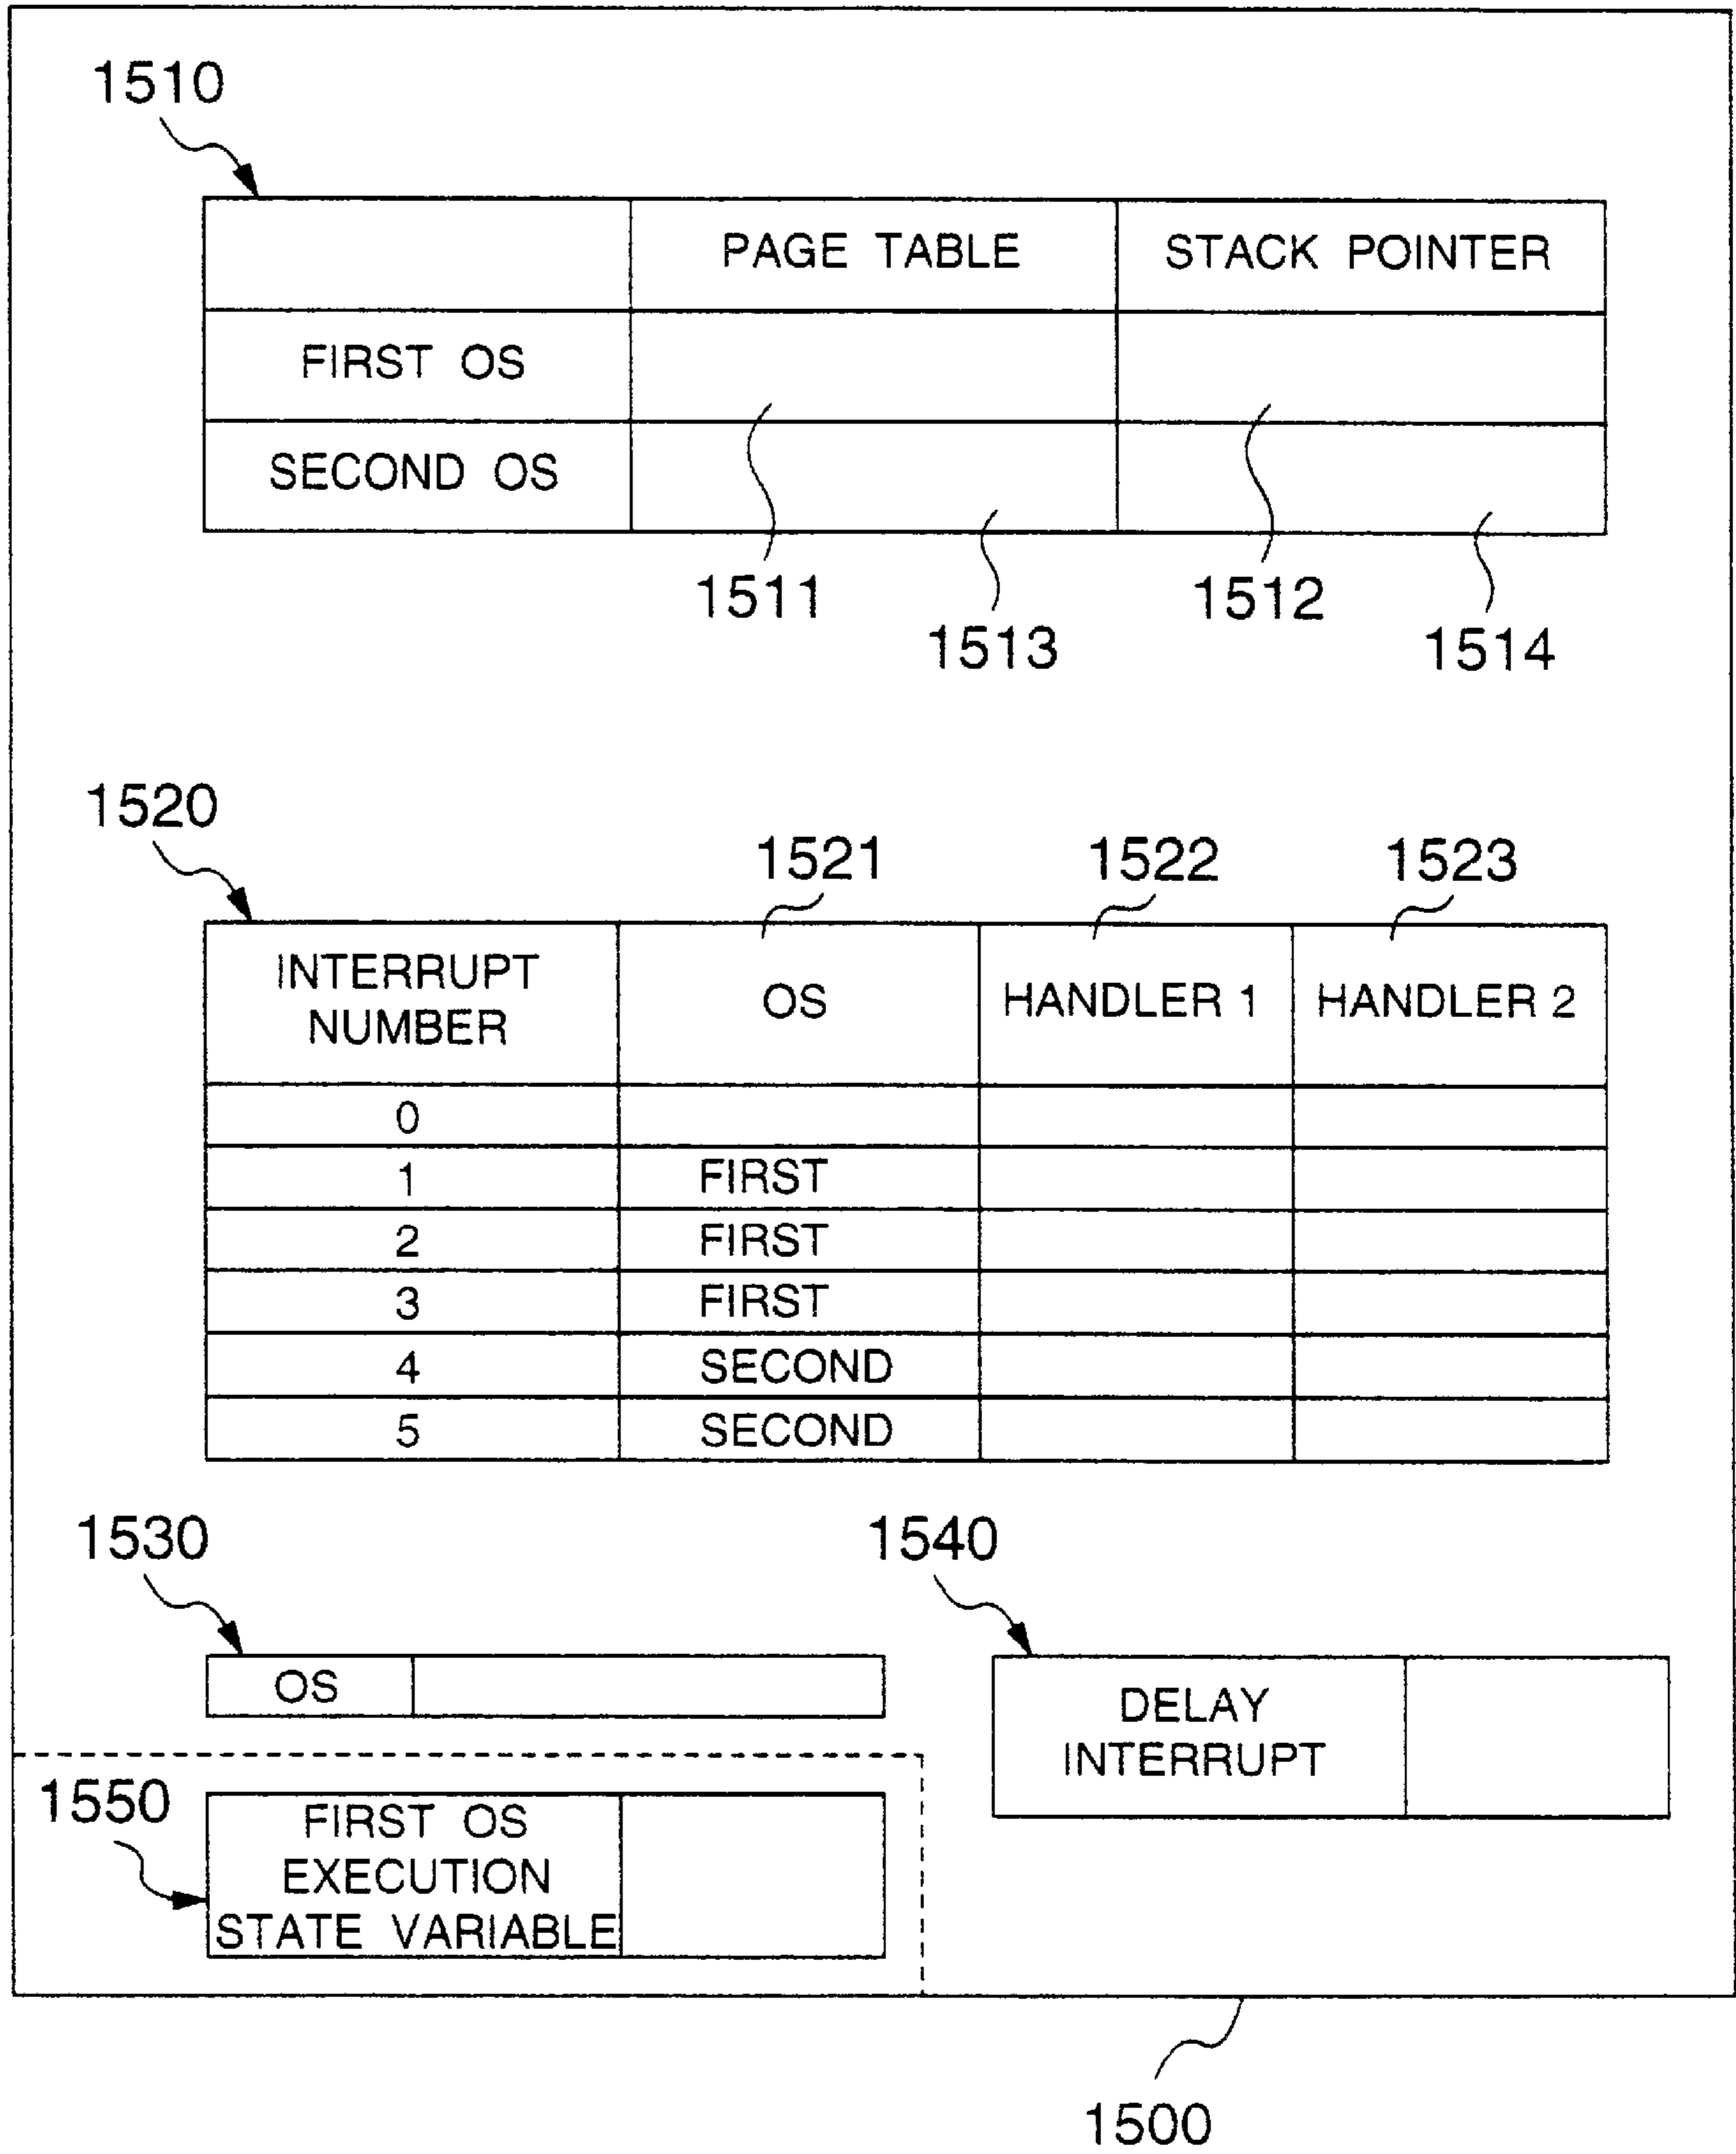 1510
PAGE TABLE STACK POINTER
FIRST OS
SECOND OS
1511 1512
1513 1514
1520
1521 1522 1523
INTERRUPT
NUMBER
OS HANDLER 1 HANDLER 2
0
1 FIRST
2 FIRST
3 FIRST
4 SECOND
5 SECOND
1530 1540
OS
DELAY
INTERRUPT
1550
FIRST OS
EXECUTION
STATE VARIABLE
1500